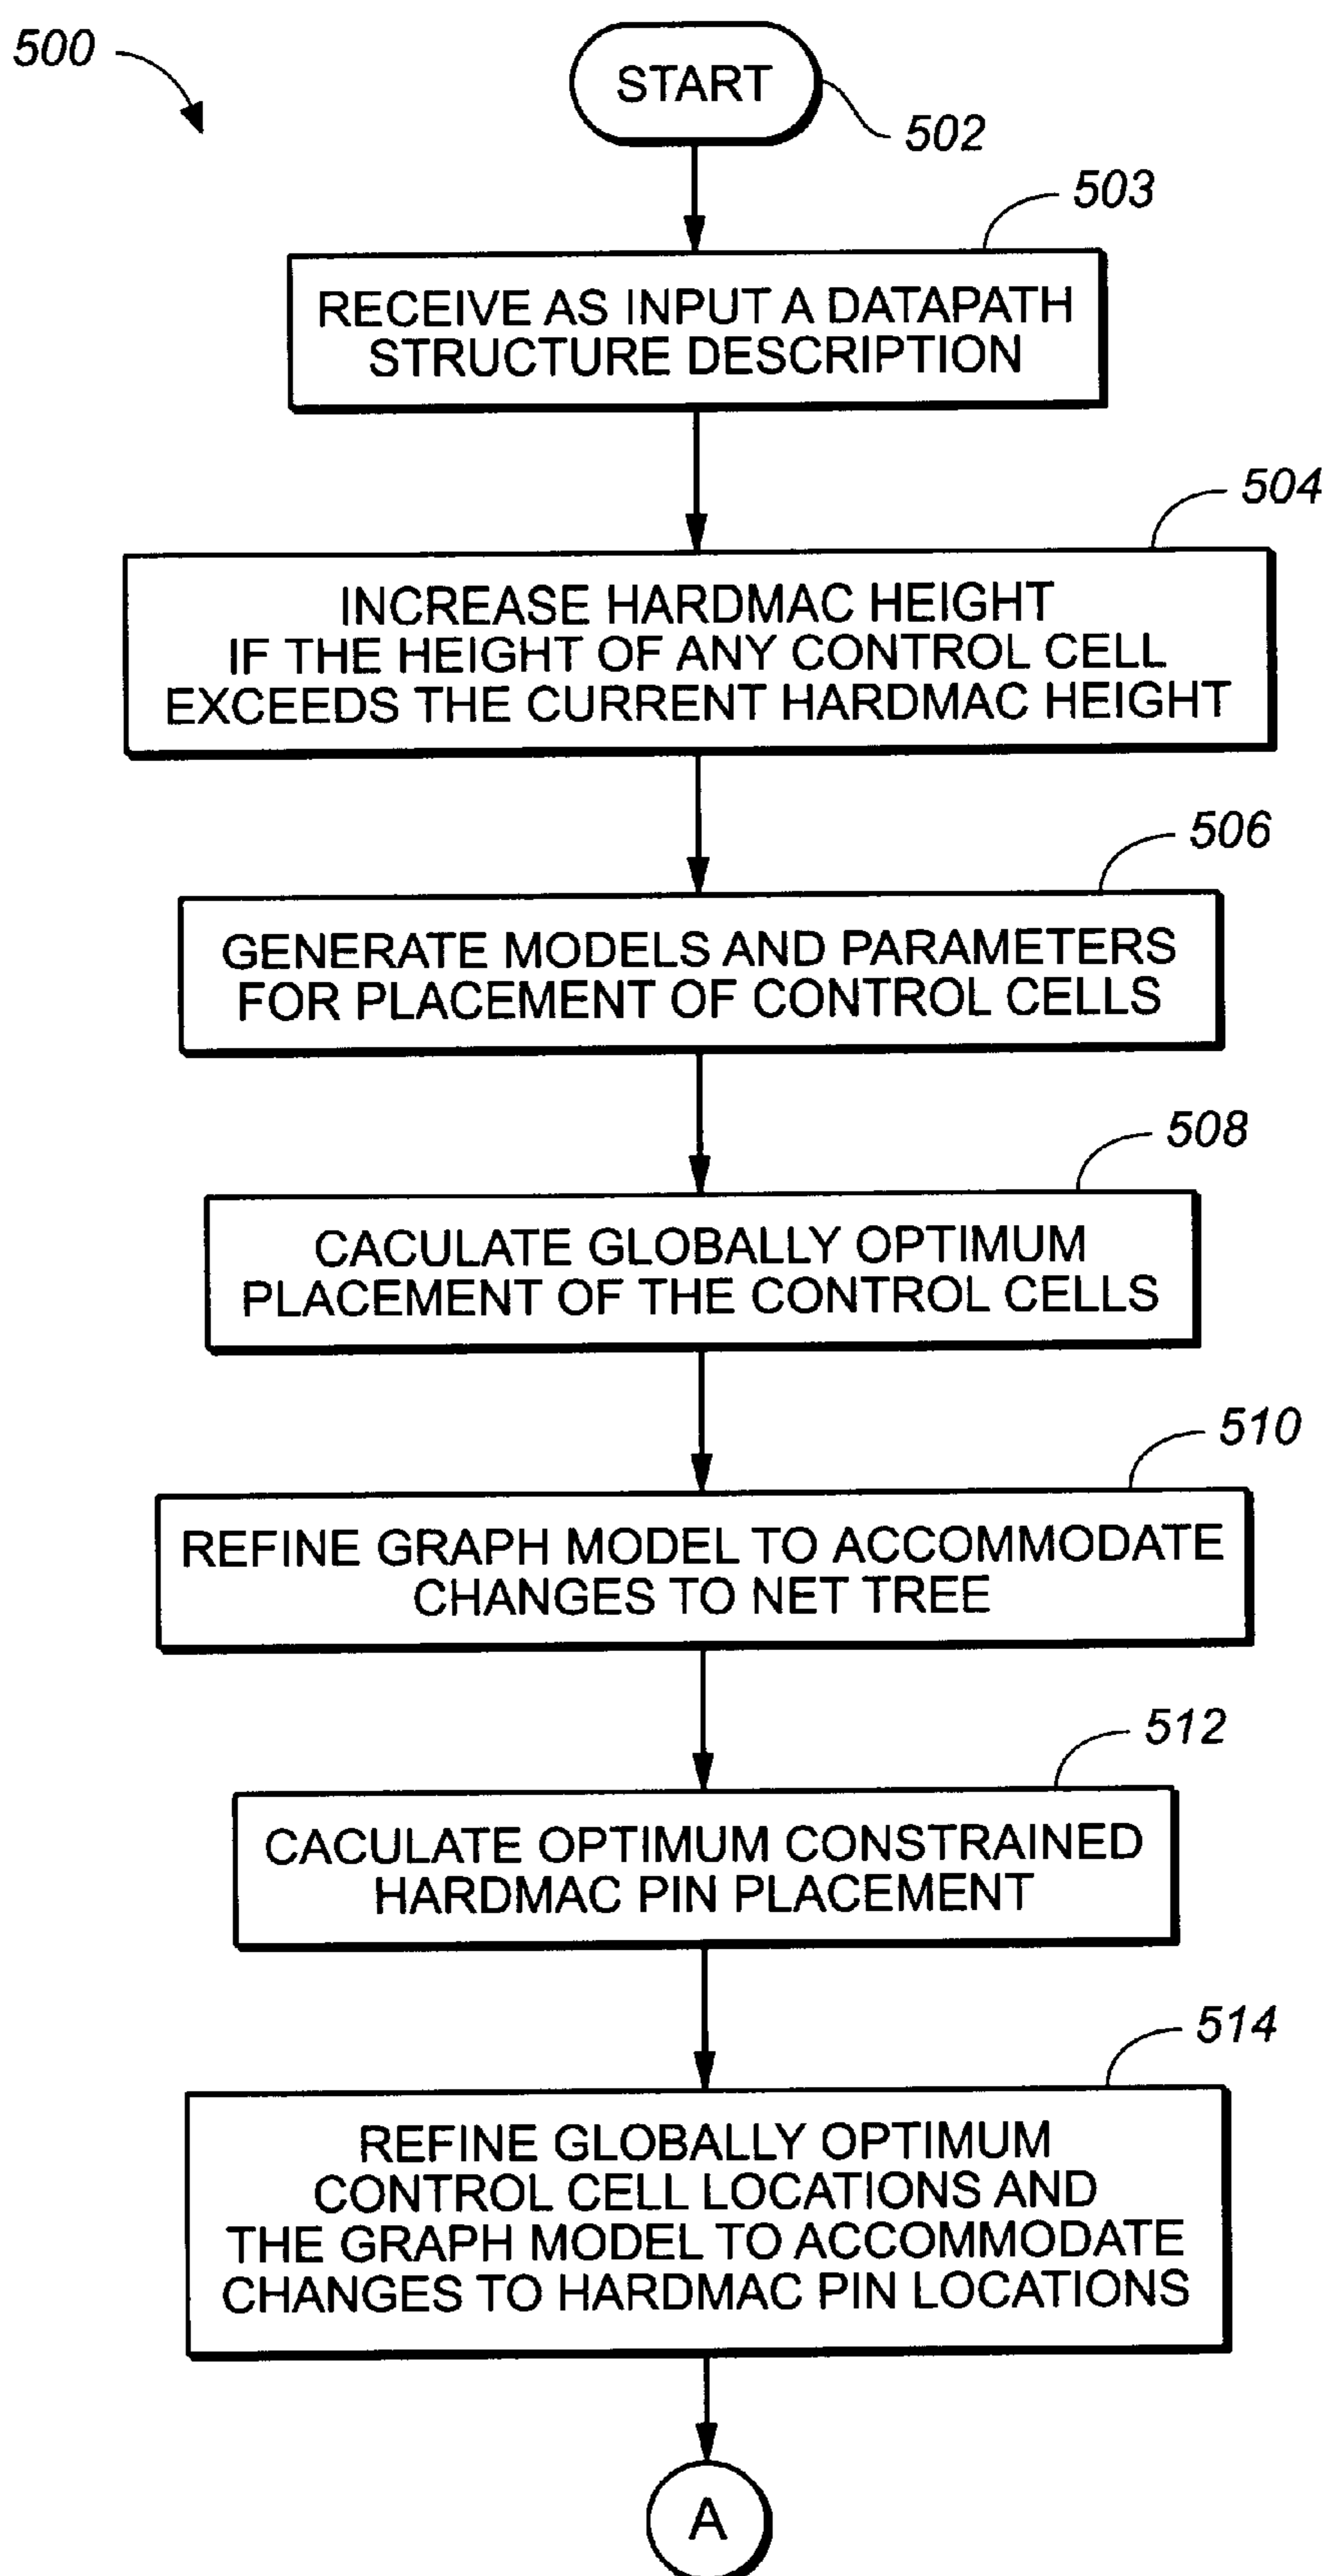 500
START
502
503
RECEIVE AS INPUT A DATAPATH
STRUCTURE DESCRIPTION
504
INCREASE HARDMAC HEIGHT
IF THE HEIGHT OF ANY CONTROL CELL
EXCEEDS THE CURRENT HARDMAC HEIGHT
506
GENERATE MODELS AND PARAMETERS
FOR PLACEMENT OF CONTROL CELLS
508
CACULATE GLOBALLY OPTIMUM
PLACEMENT OF THE CONTROL CELLS
510
REFINE GRAPH MODEL TO ACCOMMODATE
CHANGES TO NET TREE
512
CACULATE OPTIMUM CONSTRAINED
HARDMAC PIN PLACEMENT
514
REFINE GLOBALLY OPTIMUM
CONTROL CELL LOCATIONS AND
THE GRAPH MODEL TO ACCOMMODATE
CHANGES TO HARDMAC PIN LOCATIONS
A